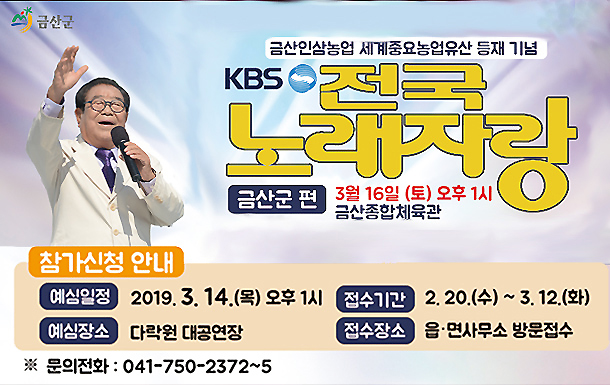 금산군
금산인삼농업 세계중요농업유산 등재 기념
KBS 전국
노래자랑
금산군 편 3월 16일 (토) 오후 1시
금산종합체육관
참가신청 안내
예심일정 2019. 3. 14.(목) 오후 1시 접수기간 2. 20.(수) ~ 3. 12.(화)
예심장소 다락원 대공연장 접수장소 읍·면사무소 방문접수
※ 문의전화 : 041-750-2372~5